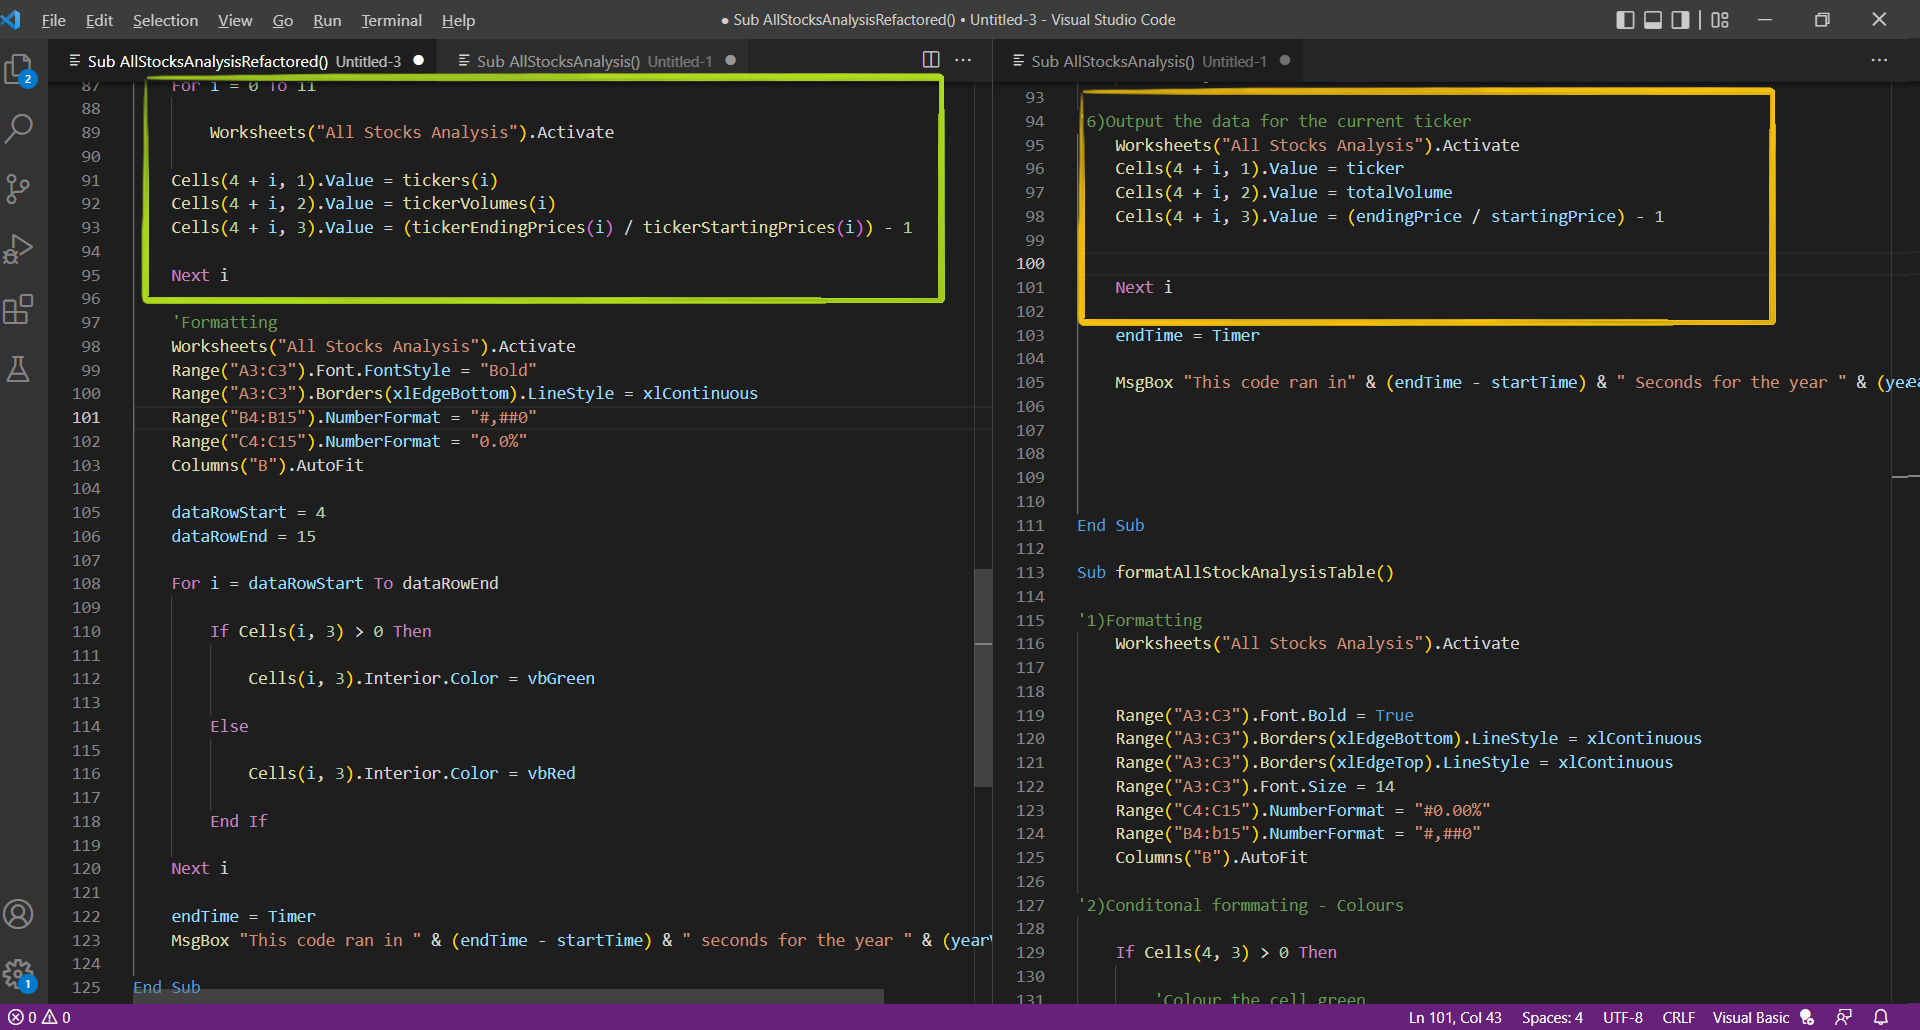 File Edit Selection View Go Run Terminal Help
● Sub AllStocksAnalysisRefactored() • Untitled-3 - Visual Studio Code
Sub AllStocksAnalysisRefactored() Untitled-3
Sub AllStocksAnalysis() Untitled-1
87 For i = 0 To 11
88
89 Worksheets("All Stocks Analysis").Activate
90
91 Cells(4 + i, 1).Value = tickers(i)
92 Cells(4 + i, 2).Value = tickerVolumes(i)
93 Cells(4 + i, 3).Value = (tickerEndingPrices(i) / tickerStartingPrices(i)) - 1
94
95 Next i
96
97 'Formatting
98 Worksheets("All Stocks Analysis").Activate
99 Range("A3:C3").Font.FontStyle = "Bold"
100 Range("A3:C3").Borders(xlEdgeBottom).LineStyle = xlContinuous
101 Range("B4:B15").NumberFormat = "#,##0"
102 Range("C4:C15").NumberFormat = "0.0%"
103 Columns("B").AutoFit
104
105 dataRowStart = 4
106 dataRowEnd = 15
107
108 For i = dataRowStart To dataRowEnd
109
110 If Cells(i, 3) > 0 Then
111
112 Cells(i, 3).Interior.Color = vbGreen
113
114 Else
115
116 Cells(i, 3).Interior.Color = vbRed
117
118 End If
119
120 Next i
121
122 endTime = Timer
123 MsgBox "This code ran in " & (endTime - startTime) & " seconds for the year " & (year
124
125 End Sub
Sub AllStocksAnalysis() Untitled-1
93
94 '6)Output the data for the current ticker
95 Worksheets("All Stocks Analysis").Activate
96 Cells(4 + i, 1).Value = ticker
97 Cells(4 + i, 2).Value = totalVolume
98 Cells(4 + i, 3).Value = (endingPrice / startingPrice) - 1
99
100
101 Next i
102
103 endTime = Timer
104
105 MsgBox "This code ran in" & (endTime - startTime) & " Seconds for the year " &
106
107
108
109
110
111 End Sub
112
113 Sub formatAllStockAnalysisTable()
114
115 '1)Formatting
116 Worksheets("All Stocks Analysis").Activate
117
118
119 Range("A3:C3").Font.Bold = True
120 Range("A3:C3").Borders(xlEdgeBottom).LineStyle = xlContinuous
121 Range("A3:C3").Borders(xlEdgeTop).LineStyle = xlContinuous
122 Range("A3:C3").Font.Size = 14
123 Range("C4:C15").NumberFormat = "#0.00%"
124 Range("B4:b15").NumberFormat = "#,##0"
125 Columns("B").AutoFit
126
127 '2)Conditonal formmating - Colours
128
129 If Cells(4, 3) > 0 Then
130
131 'Colour the cell green
2
1
0 0
Ln 101, Col 43 Spaces: 4 UTF-8 CRLF Visual Basic